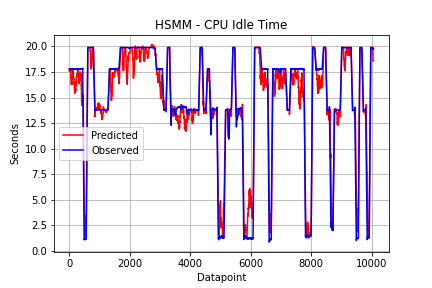 HSMM - CPU Idle Time
20.0
17.5
15.0
12.5
10.0
7.5
5.0
2.5
0.0
Seconds
Predicted
Observed
0 2000 4000 6000 8000 10000
Datapoint